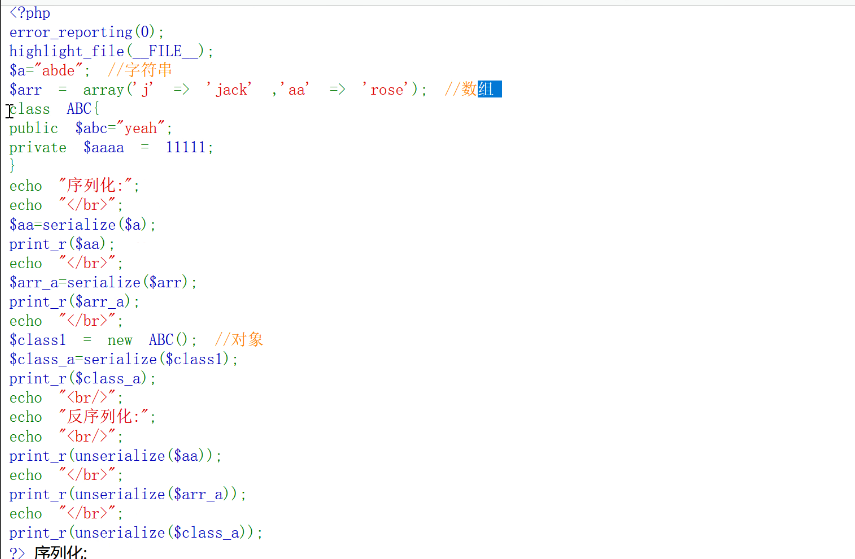 <?php
error_reporting(0);
highlight_file(__FILE__);
$a="abde"; //字符串
$arr = array('j' => 'jack' ,'aa' => 'rose'); //数组
class ABC{
public $abc="yeah";
private $aaaa = 11111;
}
echo "序列化:";
echo "</br>";
$aa=serialize($a);
print_r($aa);
echo "</br>";
$arr_a=serialize($arr);
print_r($arr_a);
echo "</br>";
$class1 = new ABC(); //对象
$class_a=serialize($class1);
print_r($class_a);
echo "<br/>";
echo "反序列化:";
echo "<br/>";
print_r(unserialize($aa));
echo "</br>";
print_r(unserialize($arr_a));
echo "</br>";
print_r(unserialize($class_a));
?> 序列化: